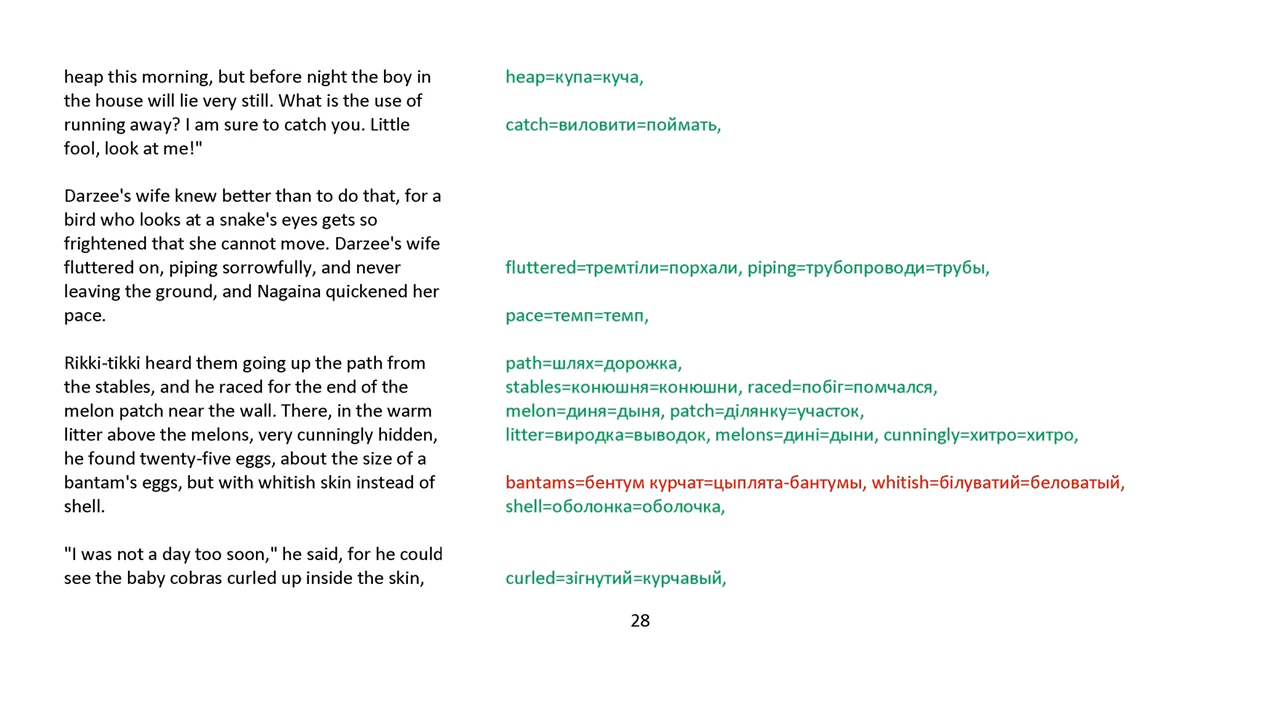 heap this morning, but before night the boy in heap=купа=куча,
the house will lie very still. What is the use of
running away? I am sure to catch you. Little catch=виловити=поймать,
fool, look at me!"
Darzee's wife knew better than to do that, for a
bird who looks at a snake's eyes gets so
frightened that she cannot move. Darzee's wife
fluttered on, piping sorrowfully, and never fluttered=тремтіли=порхали, piping=трубопроводи=трубы,
leaving the ground, and Nagaina quickened her
pace. pace=темп=темп,
Rikki-tikki heard them going up the path from path=шлях=дорожка,
the stables, and he raced for the end of the stables=конюшня=конюшни, raced=побіг=помчался,
melon patch near the wall. There, in the warm melon=диня=дыня, patch=ділянку=участок,
litter above the melons, very cunningly hidden, litter=виродка=выводок, melons=дині=дыни, cunningly=хитро=хитро,
he found twenty-five eggs, about the size of a
bantam's eggs, but with whitish skin instead of bantams=бентум курчат=цыплята-бантумы, whitish=білуватий=беловатый,
shell. shell=оболонка=оболочка,
"I was not a day too soon," he said, for he could
see the baby cobras curled up inside the skin, curled=зігнутий=курчавый,
28